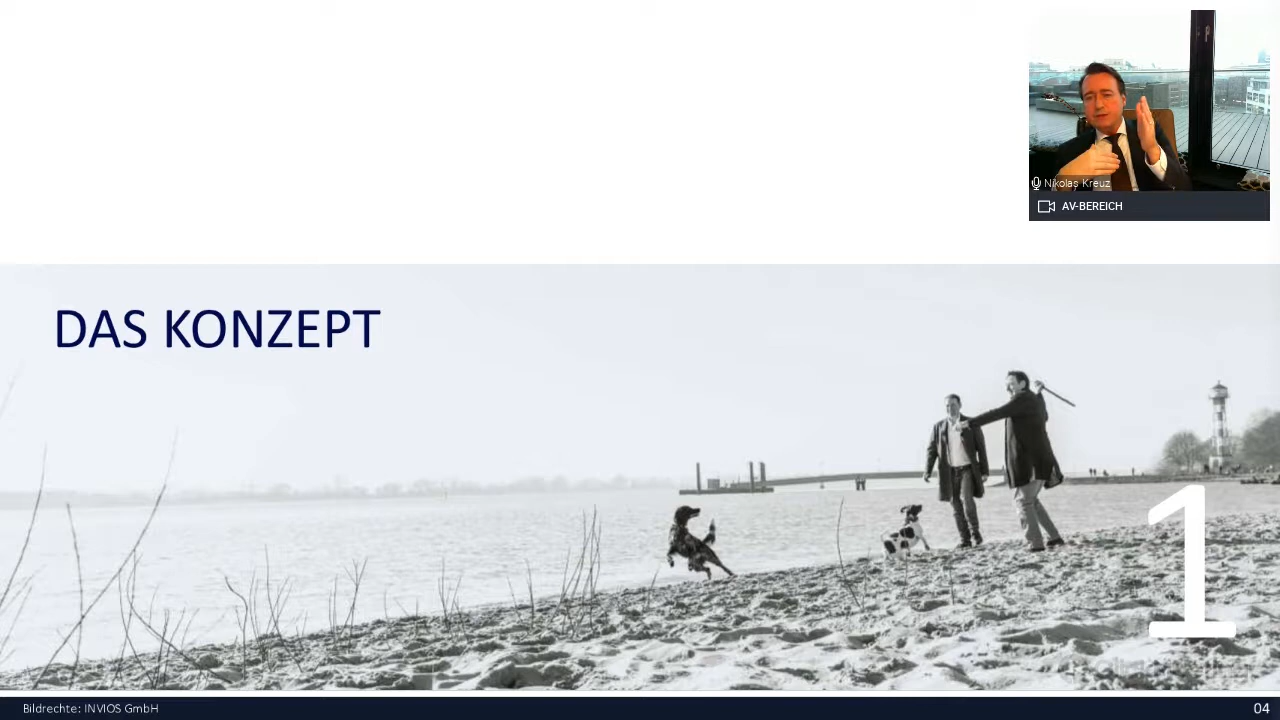 Nikolas Kreuz
AV-BEREICH
DAS KONZEPT
1
Bildrechte: INVIOS GmbH
04